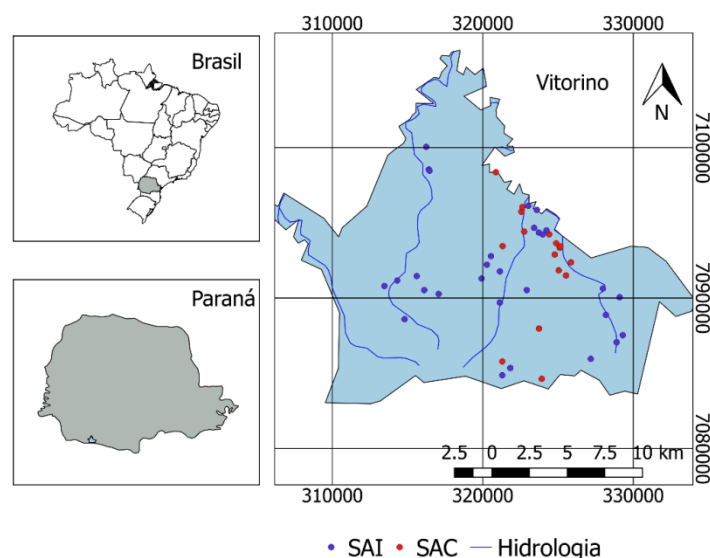 310000 320000 330000
Brasil
Vitorino
N
7100000
Paraná
7090000
7080000
2.5 0 2.5 5 7.5 10 km
310000 320000 330000
SAI SAC Hidrologia